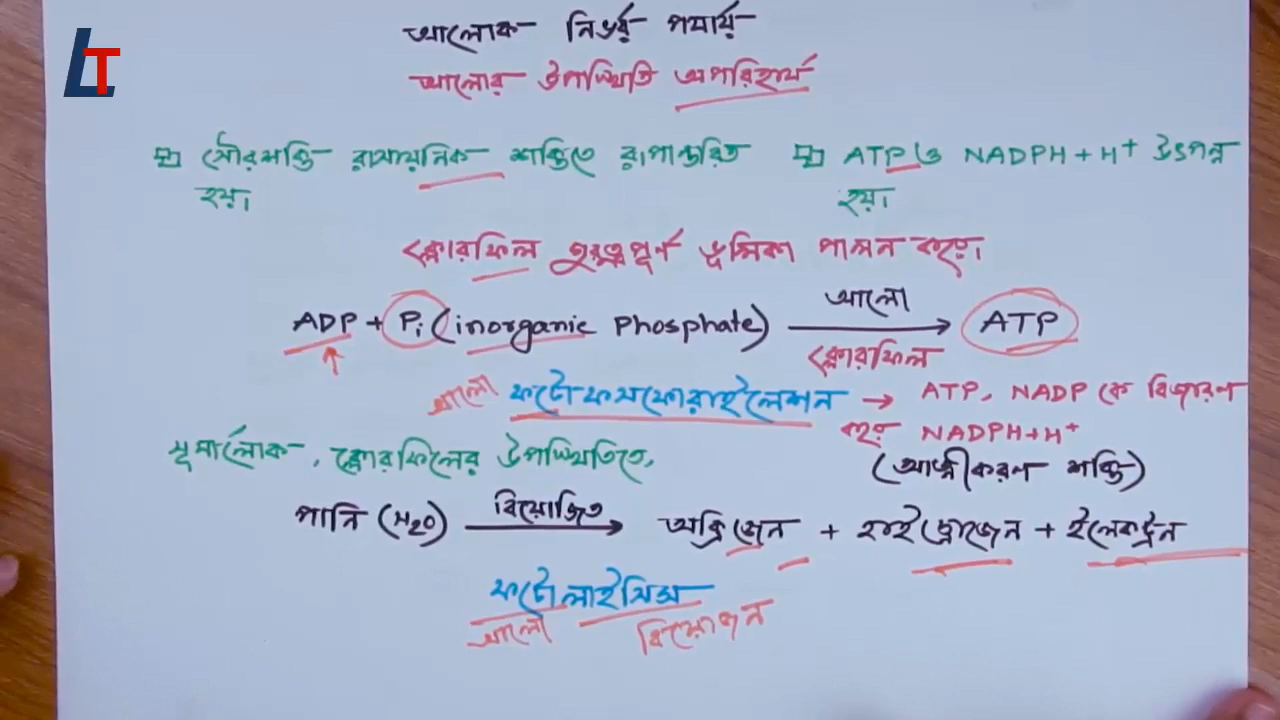 LT
আলোক নির্ভর পর্যায়
আলোর উপস্থিতি অপরিহার্য
সৌরশক্তি রাসায়নিক শক্তিতে রূপান্তরিত হয়।
ATP ও NADPH + H⁺ উৎপন্ন হয়।
ক্লোরফিল গুরুত্বপূর্ণ ভূমিকা পালন করে।
ADP + Pi (inorganic Phosphate) আলো → ক্লোরফিল ATP
আলো ফটোফসফোরাইলেশন → ATP, NADP কে বিজারণ
করে NADPH+H⁺
(আত্তীকরণ শক্তি)
সূর্যালোক, ক্লোরফিলের উপস্থিতিতে,
পানি (H₂O) বিয়োজিত → অক্সিজেন + হাইড্রোজেন + ইলেকট্রন
ফটোলাইসিস
আলো বিয়োজন